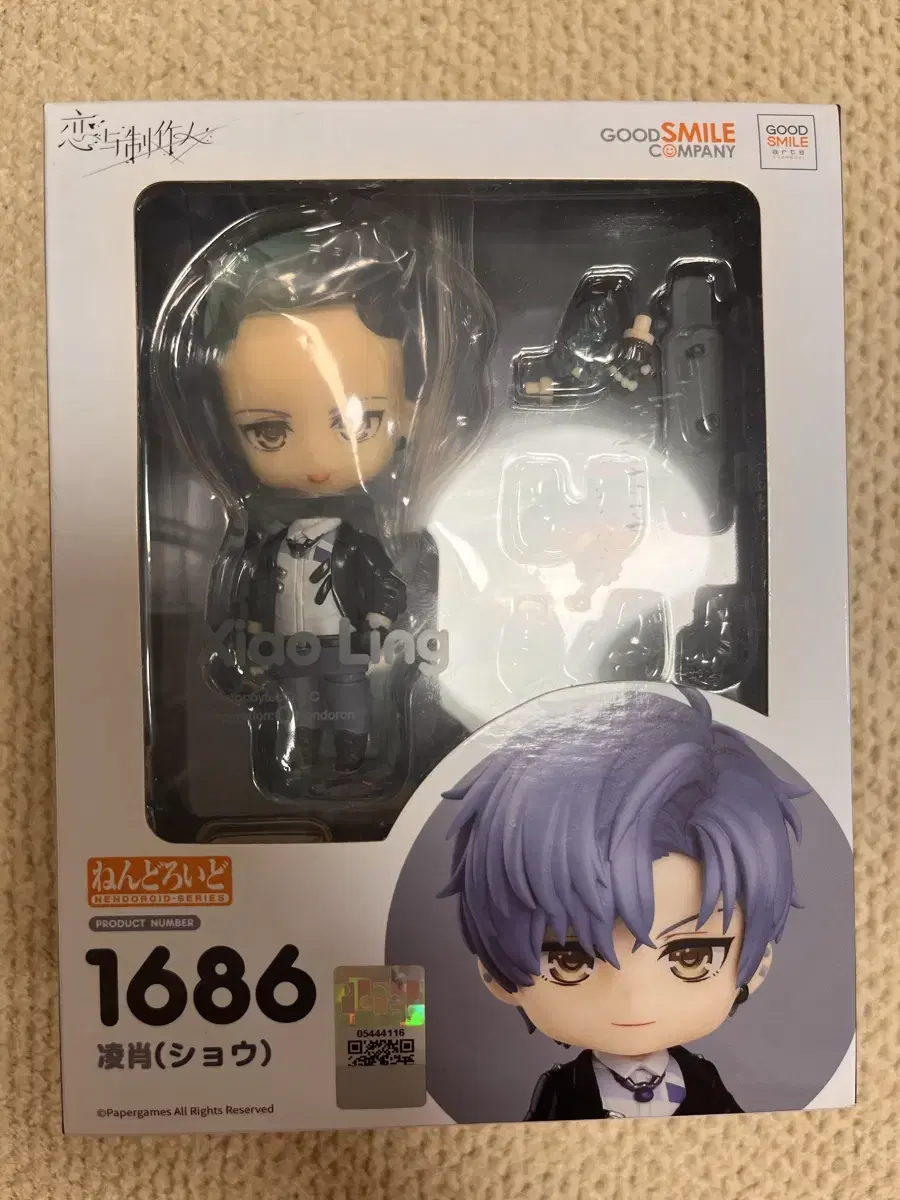 恋与制作人
GOOD SMILE
COMPANY
GOOD
SMILE
arts
Xiao Ling
ねんどろいど
NENDOROID·SERIES
PRODUCT NUMBER
1686
凌肖(ショウ)
05444116
©Papergames All Rights Reserved